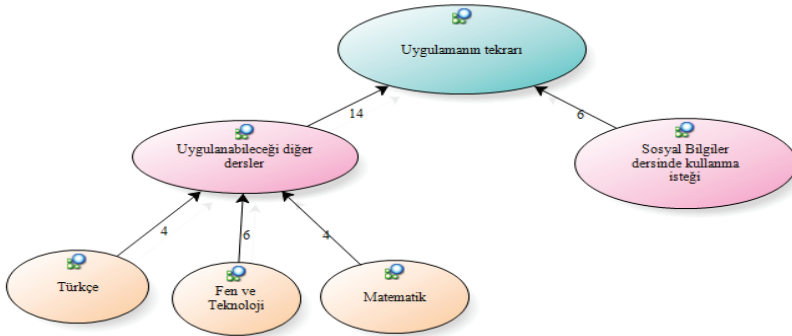 Uygulamanın tekrarı
14
6
Uygulanabileceği diğer
dersler
Sosyal Bilgiler
dersinde kullanma
isteği
4
6
4
Türkçe
Fen ve
Teknoloji
Matematik